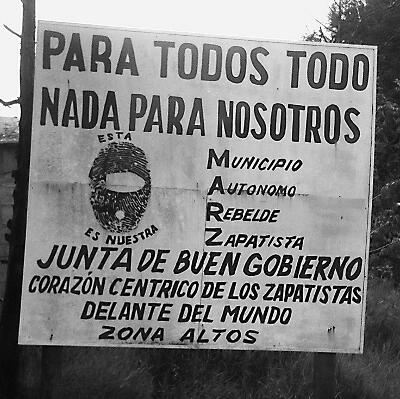 PARA TODOS TODO
NADA PARA NOSOTROS
ESTA
ES NUESTRA
MUNICIPIO
AUTONOMO
REBELDE
ZAPATISTA
JUNTA DE BUEN GOBIERNO
CORAZÓN CENTRICO DE LOS ZAPATISTAS
DELANTE DEL MUNDO
ZONA ALTOS